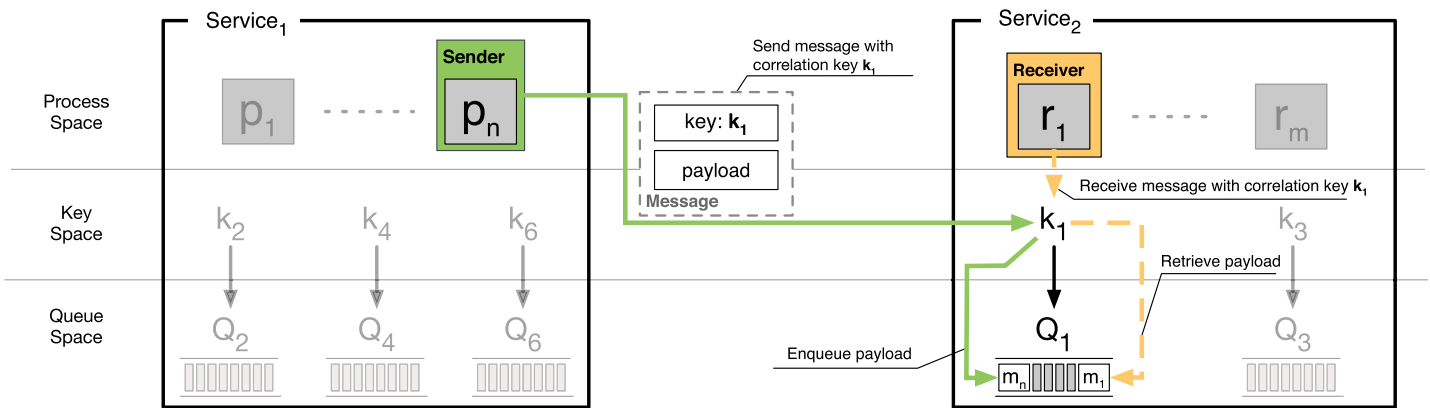 Service1
Service2
Process
Space
p1
Sender
pn
Send message with
correlation key k1
key: k1
payload
Message
Receiver
r1
rm
Receive message with correlation key k1
Key
Space
k2
k4
k6
k1
k3
Retrieve payload
Queue
Space
Q2
Q4
Q6
Q1
Q3
Enqueue payload
mn
m1